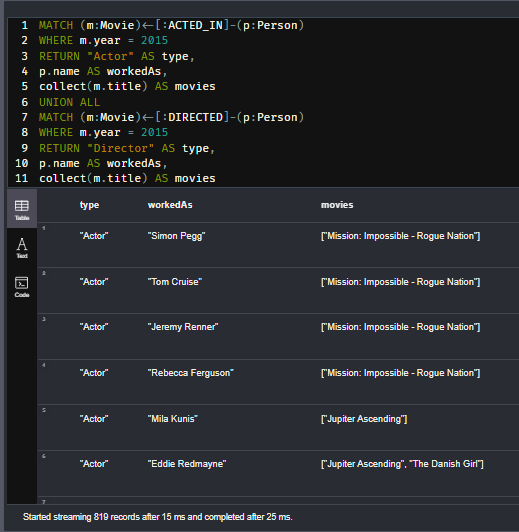 1 MATCH (m:Movie)←[:ACTED_IN]-(p:Person)
2 WHERE m.year = 2015
3 RETURN "Actor" AS type,
4 p.name AS workedAs,
5 collect(m.title) AS movies
6 UNION ALL
7 MATCH (m:Movie)←[:DIRECTED]-(p:Person)
8 WHERE m.year = 2015
9 RETURN "Director" AS type,
10 p.name AS workedAs,
11 collect(m.title) AS movies
Table
Text
Code
type workedAs movies
1 "Actor" "Simon Pegg" ["Mission: Impossible - Rogue Nation"]
2 "Actor" "Tom Cruise" ["Mission: Impossible - Rogue Nation"]
3 "Actor" "Jeremy Renner" ["Mission: Impossible - Rogue Nation"]
4 "Actor" "Rebecca Ferguson" ["Mission: Impossible - Rogue Nation"]
5 "Actor" "Mila Kunis" ["Jupiter Ascending"]
6 "Actor" "Eddie Redmayne" ["Jupiter Ascending", "The Danish Girl"]
7
Started streaming 819 records after 15 ms and completed after 25 ms.